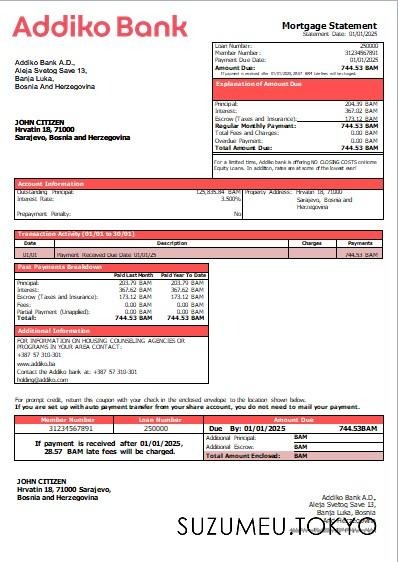 Addiko Bank
Mortgage Statement
Statement Date: 01/01/2025
Addiko Bank A.D.,
Aleja Svetog Save 13,
Banja Luka,
Bosnia And Herzegovina
Loan Number: 250000
Member Number: 31234567891
Payment Due Date: 01/01/2025
Amount Due: 744.53 BAM
If payment is received after 01/01/2025, 28.57 BAM late fees will be charged.
Explanation of Amount Due
Principal: 204.39 BAM
Interest: 367.02 BAM
Escrow (Taxes and Insurance): 173.12 BAM
Regular Monthly Payment: 744.53 BAM
Total Fees and Charges: 0.00 BAM
Overdue Payment: 0.00 BAM
Total Amount Due: 744.53 BAM
JOHN CITIZEN
Hrvatin 18, 71000
Sarajevo, Bosnia and Herzegovina
For a limited time, Addiko bank is offering NO CLOSING COSTS on Home
Equity Loans. In addition, rates are at some of the lowest ever!
Account Information
Outstanding Principal: 125,835.84 BAM
Interest Rate: 3.500%
Prepayment Penalty: No
Property Address: Hrvatin 18, 71000
Sarajevo, Bosnia and
Herzegovina
Transaction Activity (01/01 to 30/01)
Date Description Charges Payments
01/01 Payment Received Due Date 01/01/25 744.53 BAM
Past Payments Breakdown
Paid Last Month Paid Year To Date
Principal: 203.79 BAM 203.79 BAM
Interest: 367.62 BAM 367.62 BAM
Escrow (Taxes and Insurance): 173.12 BAM 173.12 BAM
Fees: 0.00 BAM 0.00 BAM
Partial Payment (Unapplied): 0.00 BAM 0.00 BAM
Total: 744.53 BAM 744.53 BAM
Additional Information
FOR INFORMATION ON HOUSING COUNSELING AGENCIES OR
PROGRAMS IN YOUR AREA CONTACT:
+387 57 310-301
www.addiko.ba
Contact the Addiko bank at: +387 57 310-301
holding@addiko.com
For prompt credit, return this coupon with your check in the enclosed envelope to the location shown below.
If you are set up with auto payment transfer from your share account, you do not need to mail your payment.
Member Number Loan Number Amount Due
31234567891 250000 Due By: 01/01/2025 744.53BAM
If payment is received after 01/01/2025,
28.57 BAM late fees will be charged.
Additional Principal: BAM
Additional Escrow: BAM
Total Amount Enclosed: BAM
JOHN CITIZEN
Hrvatin 18, 71000 Sarajevo,
Bosnia and Herzegovina
Addiko Bank A.D.,
Aleja Svetog Save 13,
Banja Luka, Bosnia
And Herzegovina
SUZUMEU.TOKYO